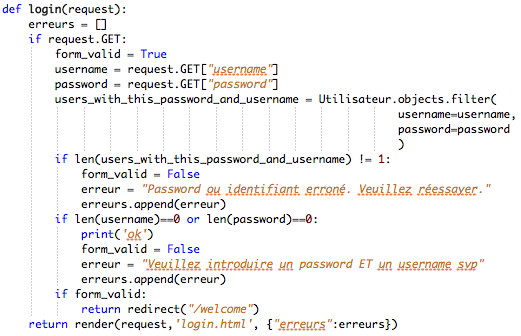 def login(request):
    erreurs = []
    if request.GET:
        form_valid = True
        username = request.GET["username"]
        password = request.GET["password"]
        users_with_this_password_and_username = Utilisateur.objects.filter(
                                                            username=username,
                                                            password=password
                                                            )
        if len(users_with_this_password_and_username) != 1:
            form_valid = False
            erreur = "Password ou identifiant erroné. Veuillez réessayer."
            erreurs.append(erreur)
        if len(username)==0 or len(password)==0:
            print('ok')
            form_valid = False
            erreur = "Veuillez introduire un password ET un username svp"
            erreurs.append(erreur)
        if form_valid:
            return redirect("/welcome")
    return render(request,'login.html', {"erreurs":erreurs})